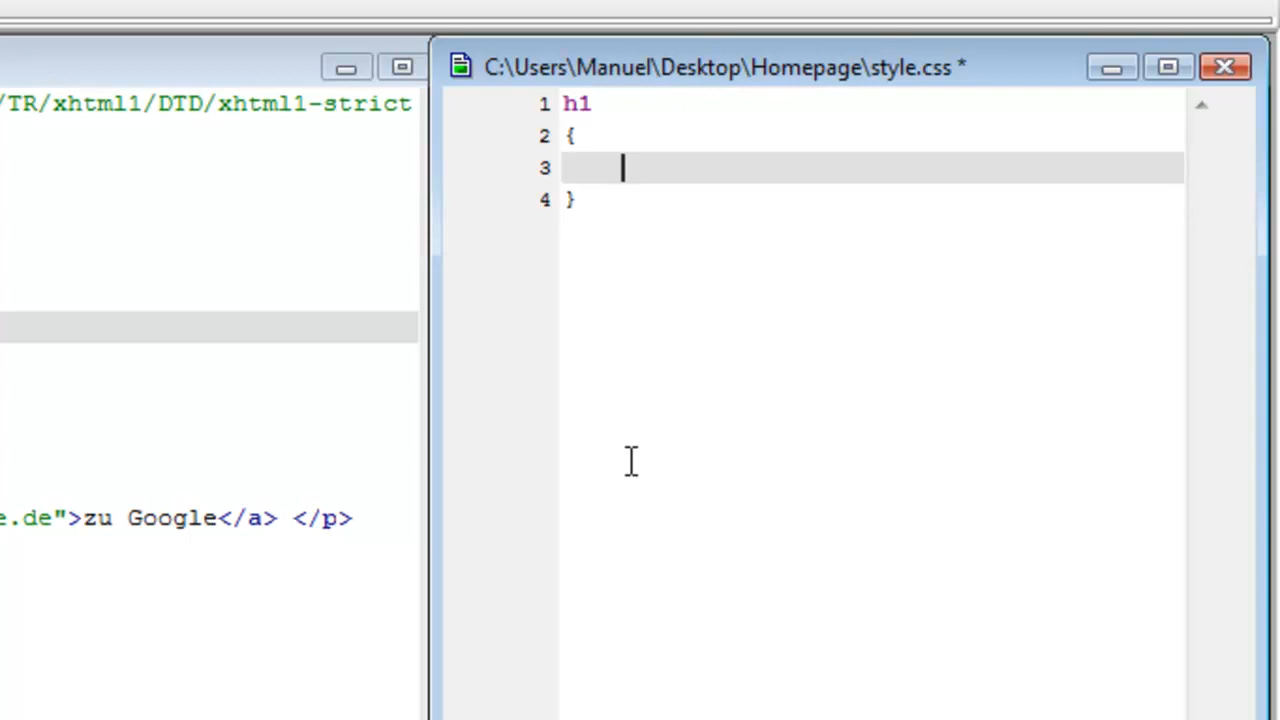 /TR/xhtml1/DTD/xhtml1-strict
e.de">zu Google</a> </p>
C:\Users\Manuel\Desktop\Homepage\style.css *
1 h1
2 {
3
4 }